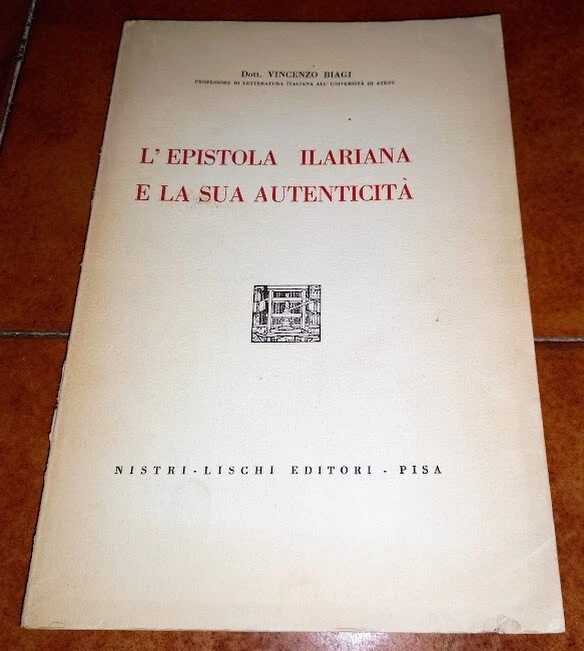 Dott. VINCENZO BIAGI
PROFESSORE DI LETTERATURA ITALIANA ALL'UNIVERSITÀ DI ATENE
L'EPISTOLA ILARIANA
E LA SUA AUTENTICITÀ
NISTRI-LISCHI EDITORI - PISA